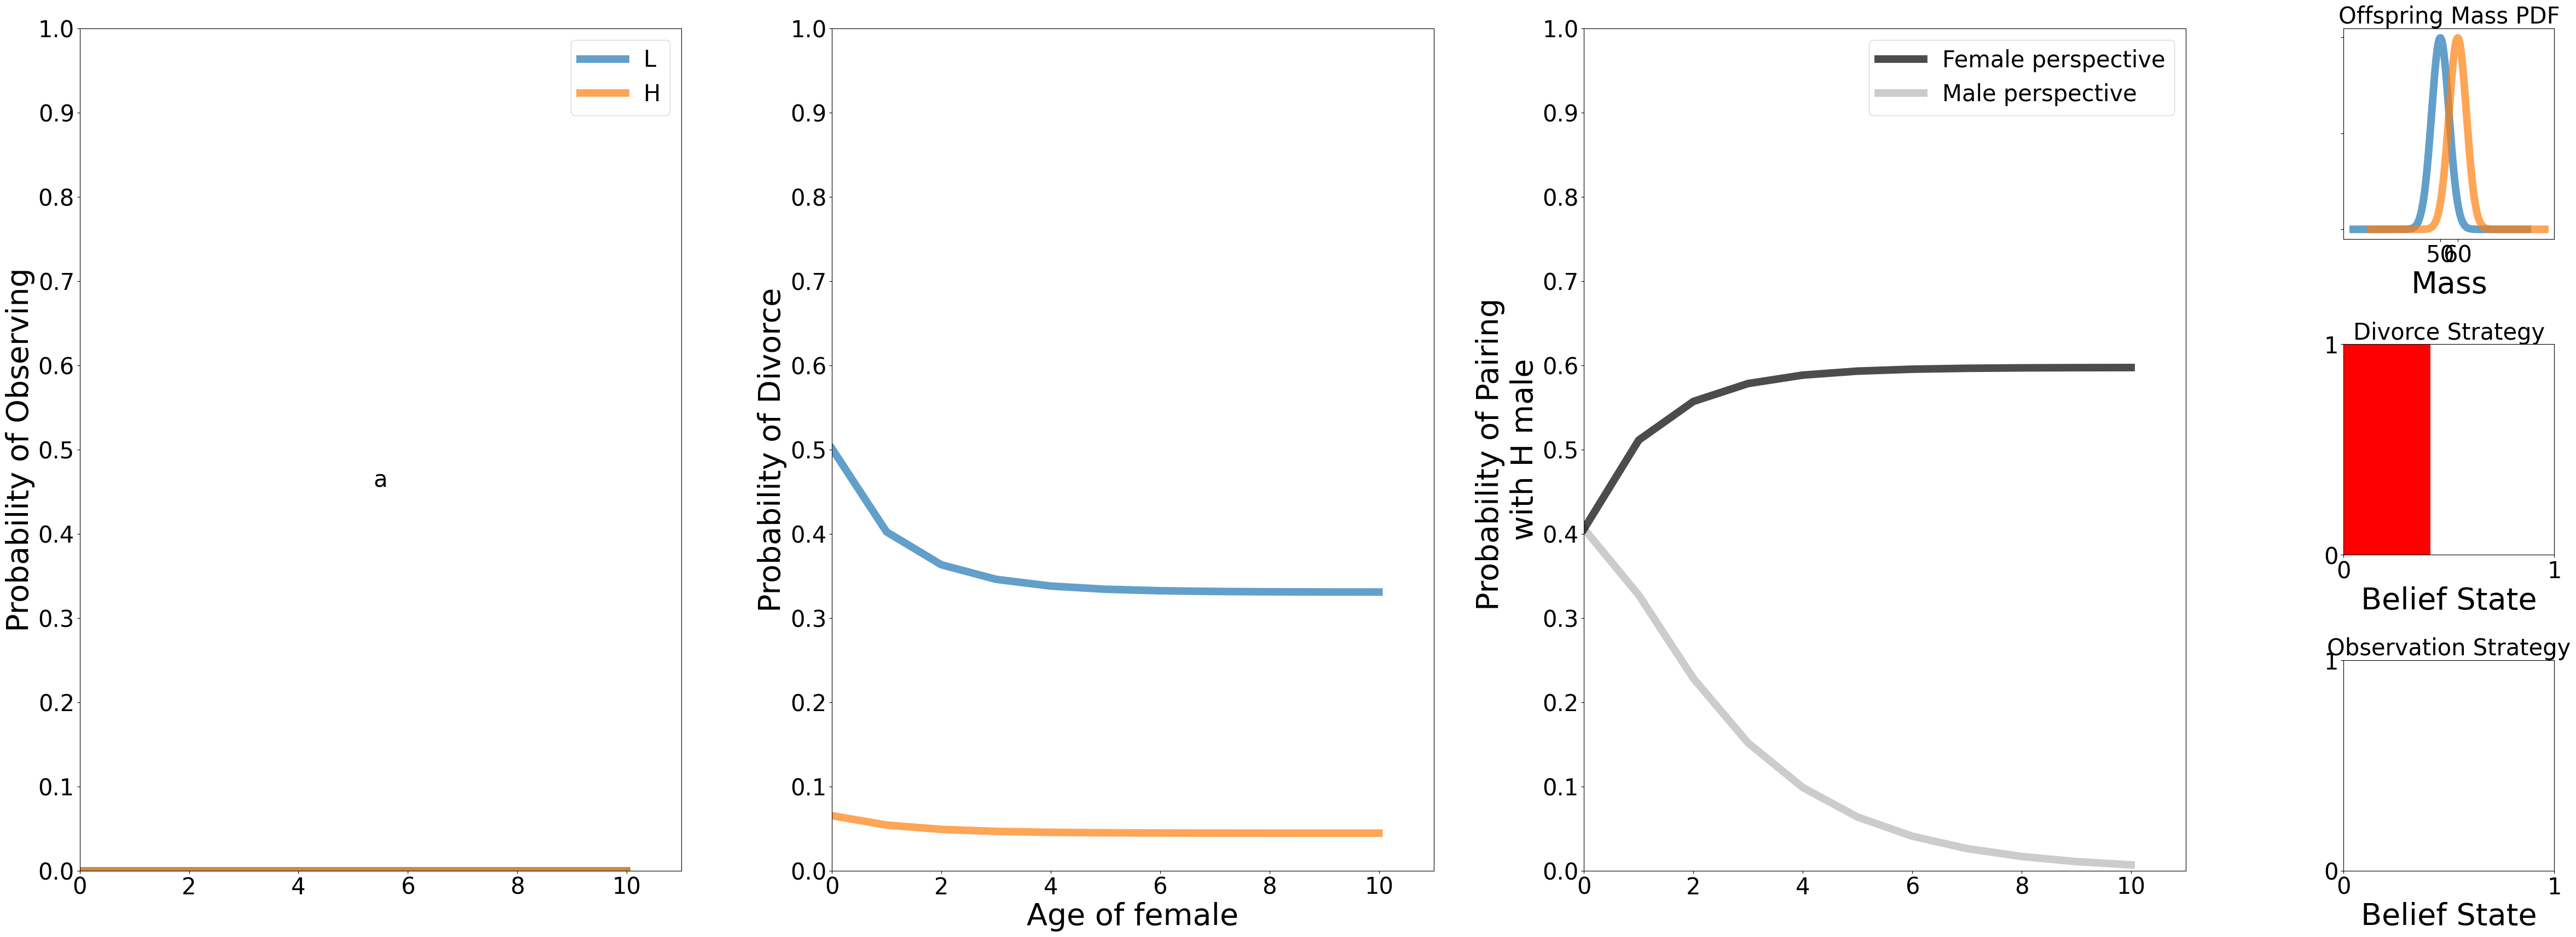 Probability of Observing
1.0
0.9
0.8
0.7
0.6
0.5
0.4
0.3
0.2
0.1
0.0
0 2 4 6 8 10
L
H
a
Probability of Divorce
1.0
0.9
0.8
0.7
0.6
0.5
0.4
0.3
0.2
0.1
0.0
0 2 4 6 8 10
Age of female
Probability of Pairing
with H male
1.0
0.9
0.8
0.7
0.6
0.5
0.4
0.3
0.2
0.1
0.0
0 2 4 6 8 10
Female perspective
Male perspective
Offspring Mass PDF
50 60
Mass
Divorce Strategy
1
0
0 1
Belief State
Observation Strategy
1
0
0 1
Belief State